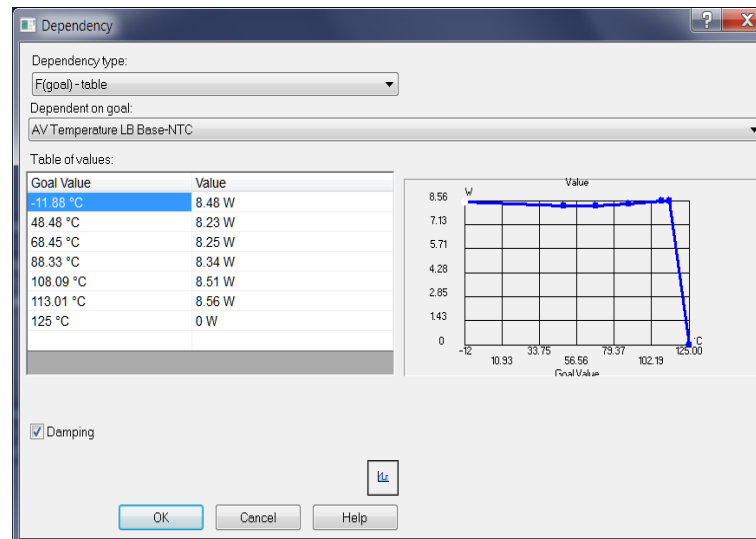 Dependency
Dependency type:
F(goal) - table
Dependent on goal:
AV Temperature LB Base-NTC
Table of values:
Goal Value Value
-11.88 °C 8.48 W
48.48 °C 8.23 W
68.45 °C 8.25 W
88.33 °C 8.34 W
108.09 °C 8.51 W
113.01 °C 8.56 W
125 °C 0 W
Value
W
8.56
7.13
5.71
4.28
2.85
1.43
0
°C
-12 33.75 79.37 125.00
10.93 56.56 102.19
Goal Value
Damping
OK Cancel Help